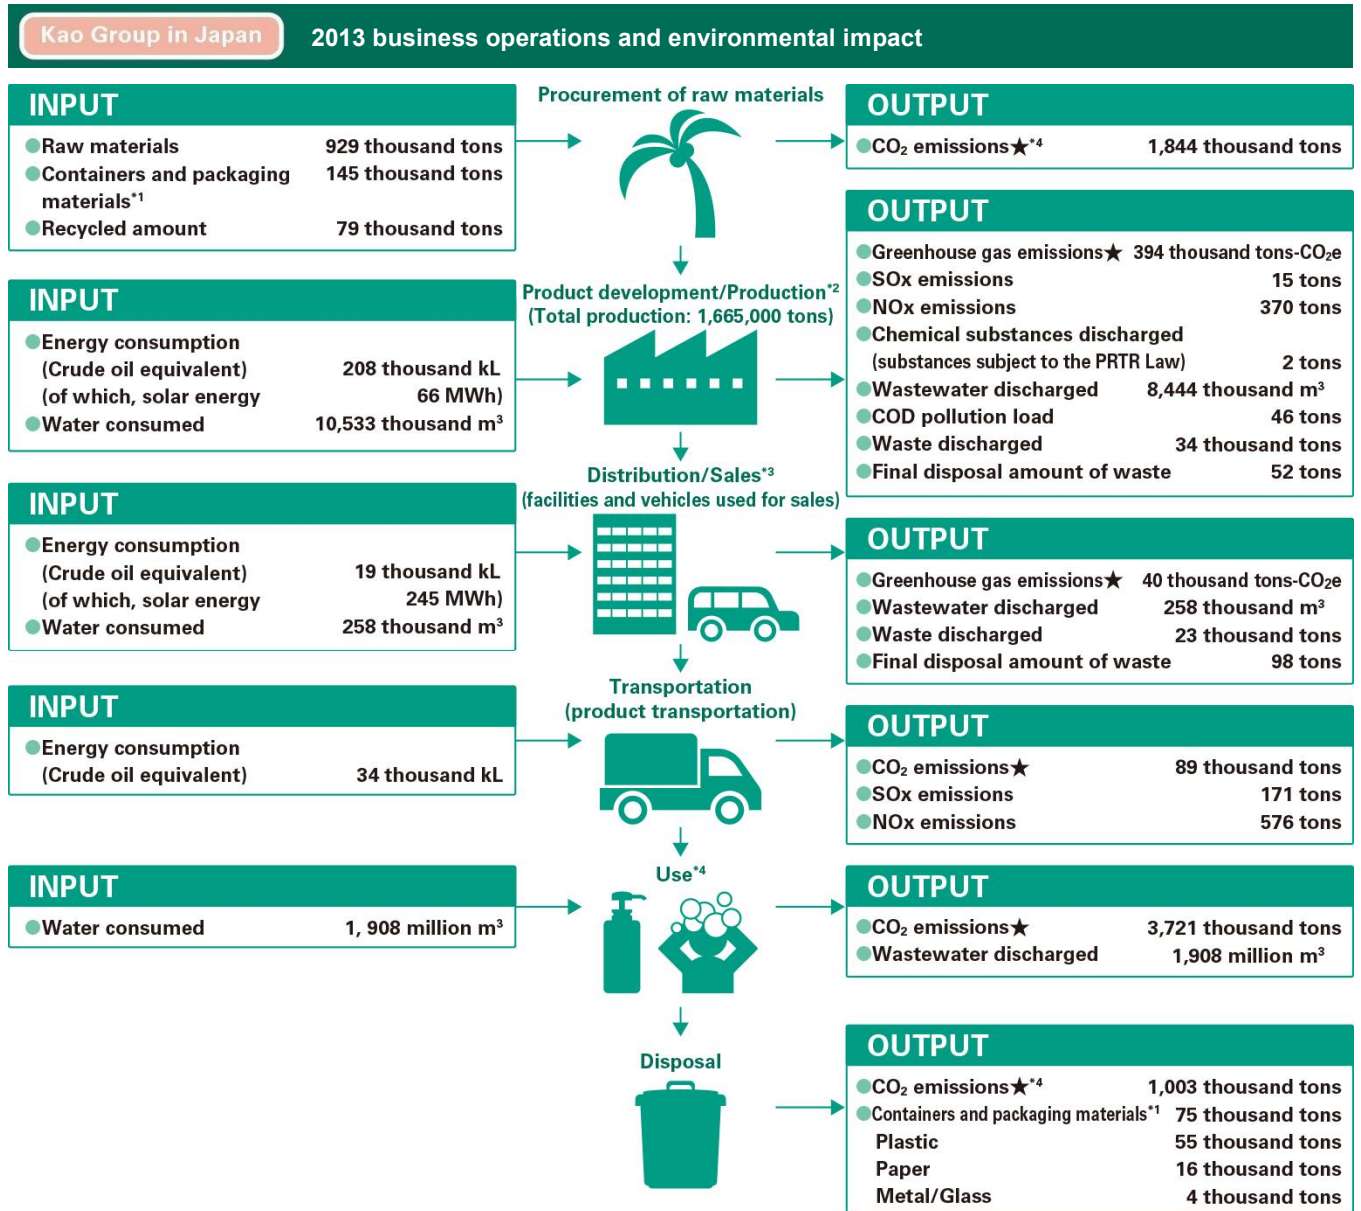 Kao Group in Japan
2013 business operations and environmental impact
INPUT
Raw materials 929 thousand tons
Containers and packaging 145 thousand tons
materials*1
Recycled amount 79 thousand tons
Procurement of raw materials
OUTPUT
CO₂ emissions★*4 1,844 thousand tons
INPUT
Energy consumption
(Crude oil equivalent) 208 thousand kL
(of which, solar energy 66 MWh)
Water consumed 10,533 thousand m³
Product development/Production*2
(Total production: 1,665,000 tons)
OUTPUT
Greenhouse gas emissions★ 394 thousand tons-CO₂e
SOx emissions 15 tons
NOx emissions 370 tons
Chemical substances discharged
(substances subject to the PRTR Law) 2 tons
Wastewater discharged 8,444 thousand m³
COD pollution load 46 tons
Waste discharged 34 thousand tons
Final disposal amount of waste 52 tons
INPUT
Energy consumption
(Crude oil equivalent) 19 thousand kL
(of which, solar energy 245 MWh)
Water consumed 258 thousand m³
Distribution/Sales*3
(facilities and vehicles used for sales)
OUTPUT
Greenhouse gas emissions★ 40 thousand tons-CO₂e
Wastewater discharged 258 thousand m³
Waste discharged 23 thousand tons
Final disposal amount of waste 98 tons
INPUT
Energy consumption
(Crude oil equivalent) 34 thousand kL
Transportation
(product transportation)
OUTPUT
CO₂ emissions★ 89 thousand tons
SOx emissions 171 tons
NOx emissions 576 tons
INPUT
Water consumed 1, 908 million m³
Use*4
OUTPUT
CO₂ emissions★ 3,721 thousand tons
Wastewater discharged 1,908 million m³
Disposal
OUTPUT
CO₂ emissions★*4 1,003 thousand tons
Containers and packaging materials*1 75 thousand tons
Plastic 55 thousand tons
Paper 16 thousand tons
Metal/Glass 4 thousand tons